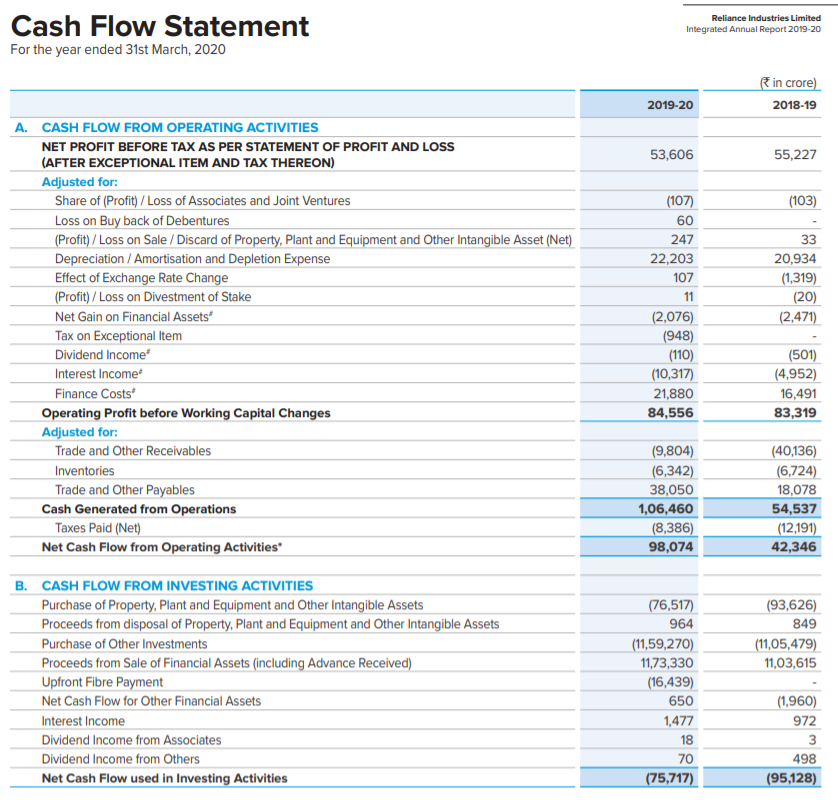 Cash Flow Statement
For the year ended 31st March, 2020
Reliance Industries Limited
Integrated Annual Report 2019-20
(₹ in crore)
2019-20 2018-19
A. CASH FLOW FROM OPERATING ACTIVITIES
NET PROFIT BEFORE TAX AS PER STATEMENT OF PROFIT AND LOSS
(AFTER EXCEPTIONAL ITEM AND TAX THEREON) 53,606 55,227
Adjusted for:
Share of (Profit) / Loss of Associates and Joint Ventures (107) (103)
Loss on Buy back of Debentures 60 -
(Profit) / Loss on Sale / Discard of Property, Plant and Equipment and Other Intangible Asset (Net) 247 33
Depreciation / Amortisation and Depletion Expense 22,203 20,934
Effect of Exchange Rate Change 107 (1,319)
(Profit) / Loss on Divestment of Stake 11 (20)
Net Gain on Financial Assets# (2,076) (2,471)
Tax on Exceptional Item (948) -
Dividend Income# (110) (501)
Interest Income# (10,317) (4,952)
Finance Costs# 21,880 16,491
Operating Profit before Working Capital Changes 84,556 83,319
Adjusted for:
Trade and Other Receivables (9,804) (40,136)
Inventories (6,342) (6,724)
Trade and Other Payables 38,050 18,078
Cash Generated from Operations 1,06,460 54,537
Taxes Paid (Net) (8,386) (12,191)
Net Cash Flow from Operating Activities* 98,074 42,346
B. CASH FLOW FROM INVESTING ACTIVITIES
Purchase of Property, Plant and Equipment and Other Intangible Assets (76,517) (93,626)
Proceeds from disposal of Property, Plant and Equipment and Other Intangible Assets 964 849
Purchase of Other Investments (11,59,270) (11,05,479)
Proceeds from Sale of Financial Assets (including Advance Received) 11,73,330 11,03,615
Upfront Fibre Payment (16,439) -
Net Cash Flow for Other Financial Assets 650 (1,960)
Interest Income 1,477 972
Dividend Income from Associates 18 3
Dividend Income from Others 70 498
Net Cash Flow used in Investing Activities (75,717) (95,128)